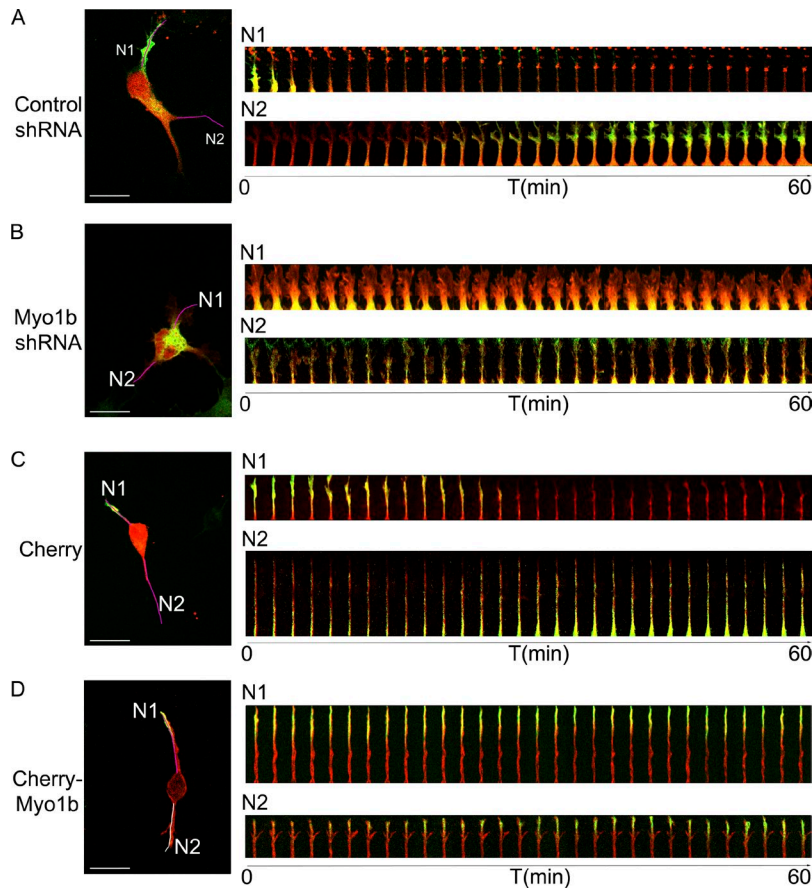 A
N1
N2
Control
shRNA
N1
N2
0
T(min)
60
B
N1
N2
Myo1b
shRNA
N1
N2
0
T(min)
60
C
N1
N2
Cherry
N1
N2
0
T(min)
60
D
N1
N2
Cherry-
Myo1b
N1
N2
0
T(min)
60